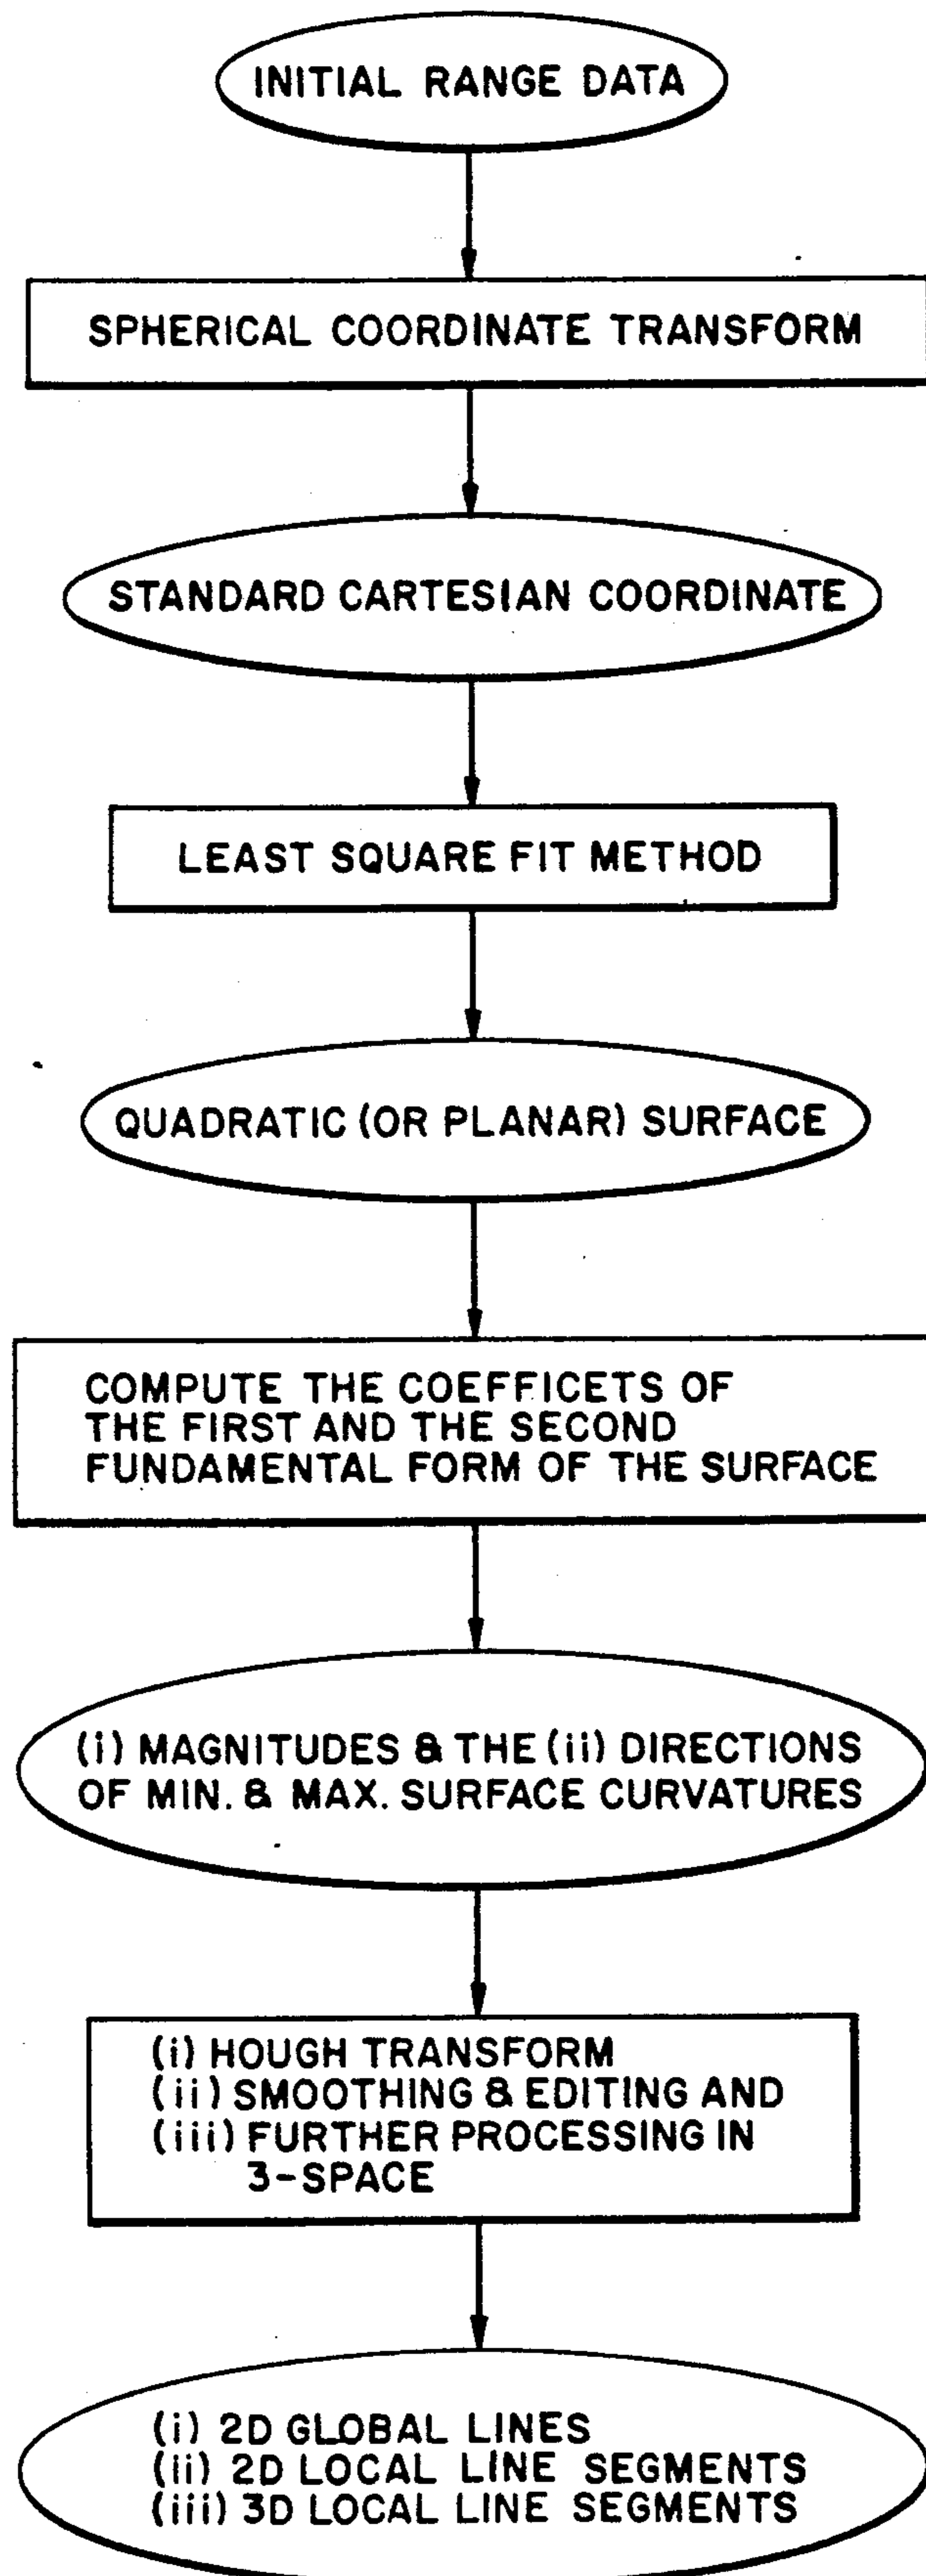 INITIAL RANGE DATA
SPHERICAL COORDINATE TRANSFORM
STANDARD CARTESIAN COORDINATE
LEAST SQUARE FIT METHOD
QUADRATIC (OR PLANAR) SURFACE
COMPUTE THE COEFFICETS OF
THE FIRST AND THE SECOND
FUNDAMENTAL FORM OF THE SURFACE
(i) MAGNITUDES & THE (ii) DIRECTIONS
OF MIN. & MAX. SURFACE CURVATURES
(i) HOUGH TRANSFORM
(ii) SMOOTHING & EDITING AND
(iii) FURTHER PROCESSING IN
3-SPACE
(i) 2D GLOBAL LINES
(ii) 2D LOCAL LINE SEGMENTS
(iii) 3D LOCAL LINE SEGMENTS